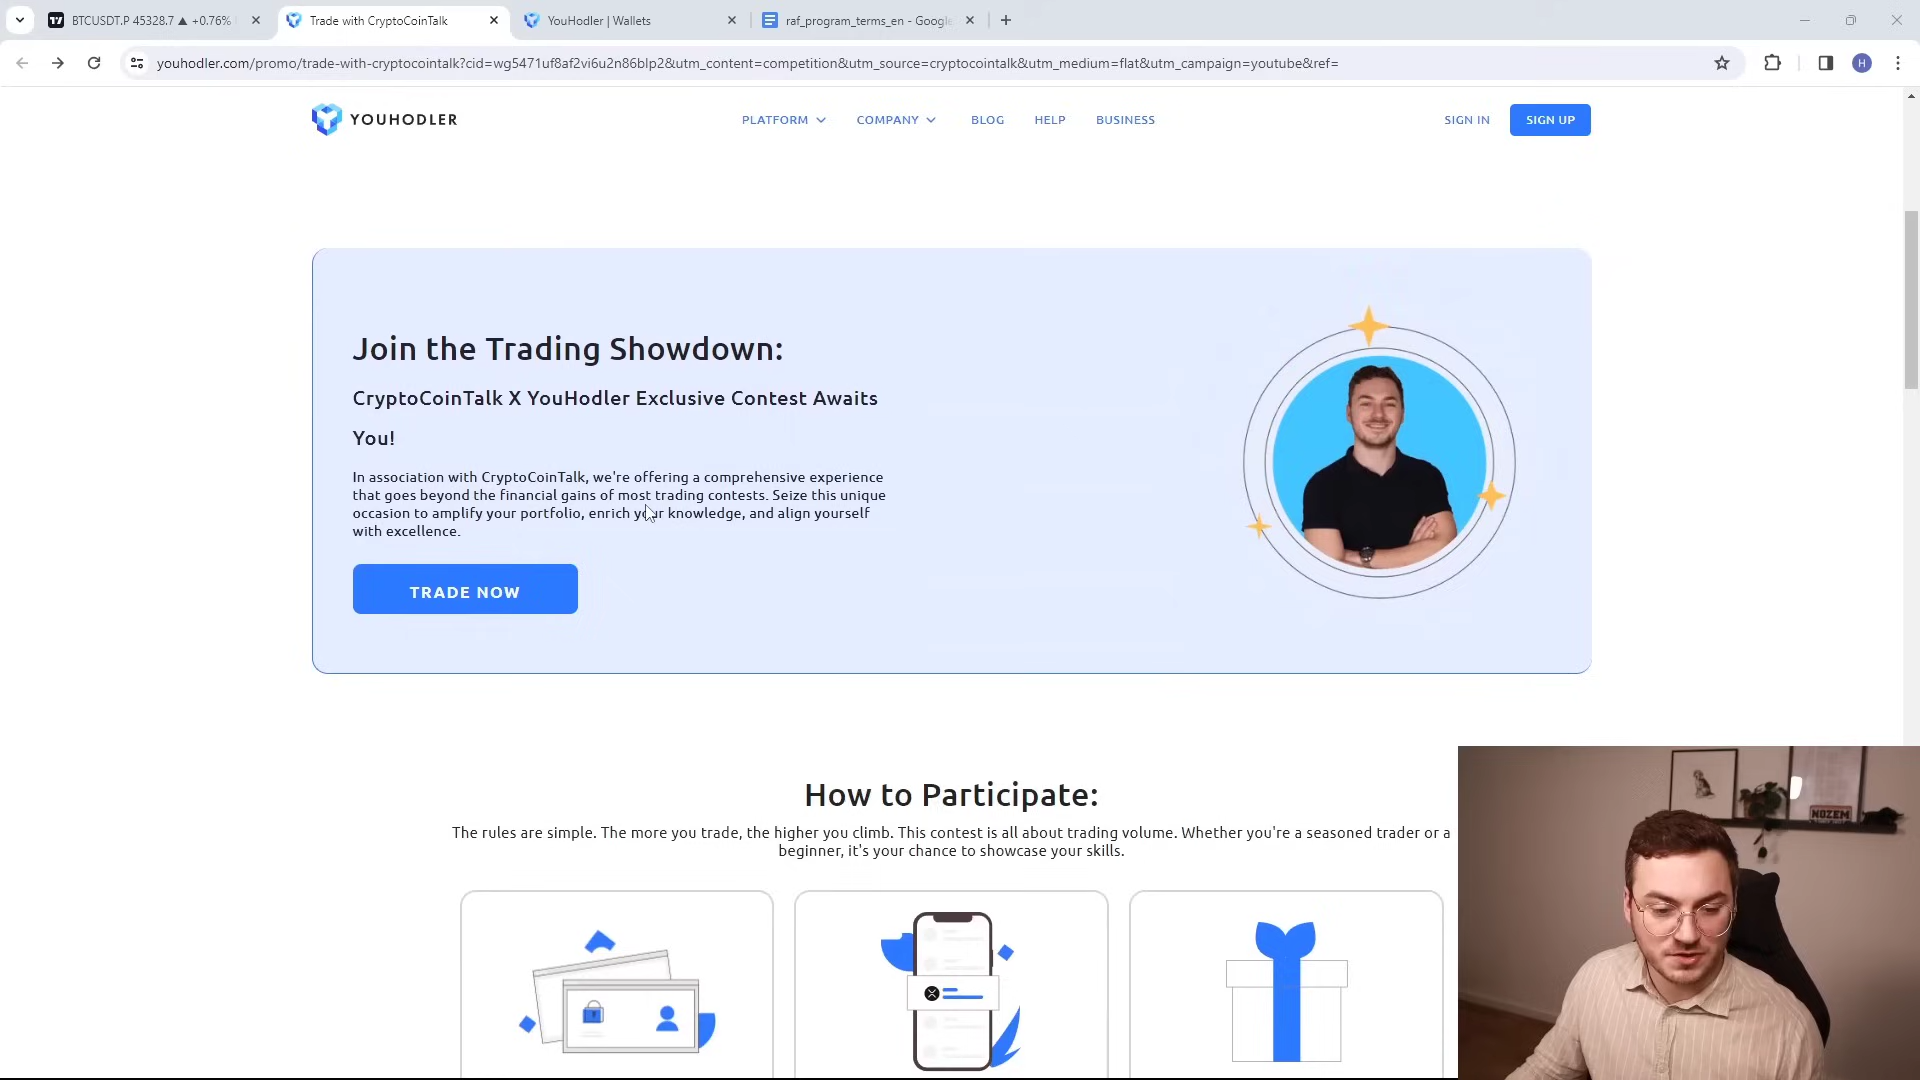 BTCUSDT.P 45328.7 ▲ +0.76%
Trade with CryptoCoinTalk
YouHodler | Wallets
raf_program_terms_en - Google
youhodler.com/promo/trade-with-cryptocointalk?cid=wg5471uf8af2vi6u2n86blp2&utm_content=competition&utm_source=cryptocointalk&utm_medium=flat&utm_campaign=youtube&ref=
H
YOUHODLER
PLATFORM
COMPANY
BLOG
HELP
BUSINESS
SIGN IN
SIGN UP
Join the Trading Showdown:
CryptoCoinTalk X YouHodler Exclusive Contest Awaits
You!
In association with CryptoCoinTalk, we're offering a comprehensive experience
that goes beyond the financial gains of most trading contests. Seize this unique
occasion to amplify your portfolio, enrich your knowledge, and align yourself
with excellence.
TRADE NOW
How to Participate:
The rules are simple. The more you trade, the higher you climb. This contest is all about trading volume. Whether you're a seasoned trader or a
beginner, it's your chance to showcase your skills.
NOZEM